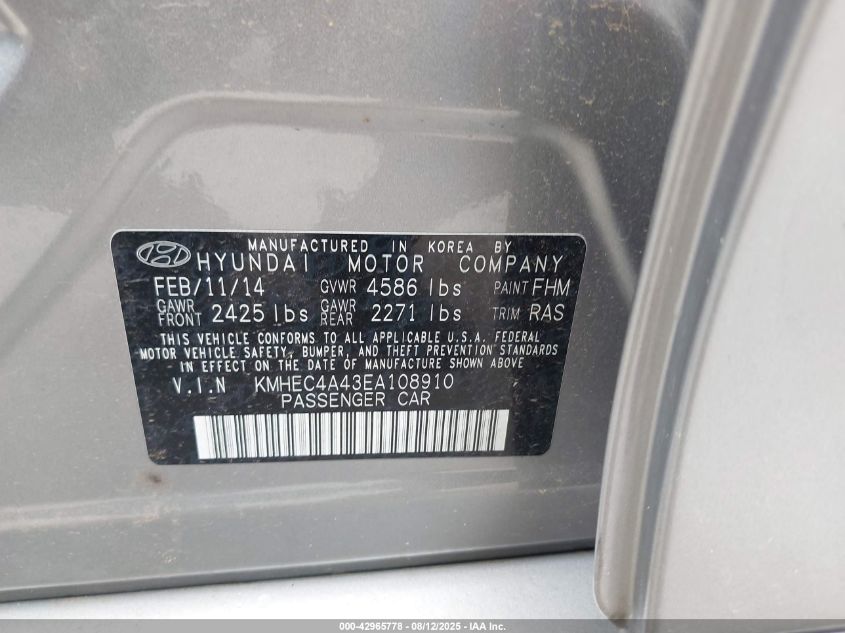 MANUFACTURED IN KOREA BY
HYUNDAI MOTOR COMPANY
FEB/11/14 GVWR 4586 lbs PAINT FHM
GAWR FRONT 2425 lbs GAWR REAR 2271 lbs TRIM RAS
THIS VEHICLE CONFORMS TO ALL APPLICABLE U.S.A. FEDERAL
MOTOR VEHICLE SAFETY, BUMPER, AND THEFT PREVENTION STANDARDS
IN EFFECT ON THE DATE OF MANUFACTURE SHOWN ABOVE
V.I.N KMHEC4A43EA108910
PASSENGER CAR
000-42965778 - 08/12/2025 - IAA Inc.